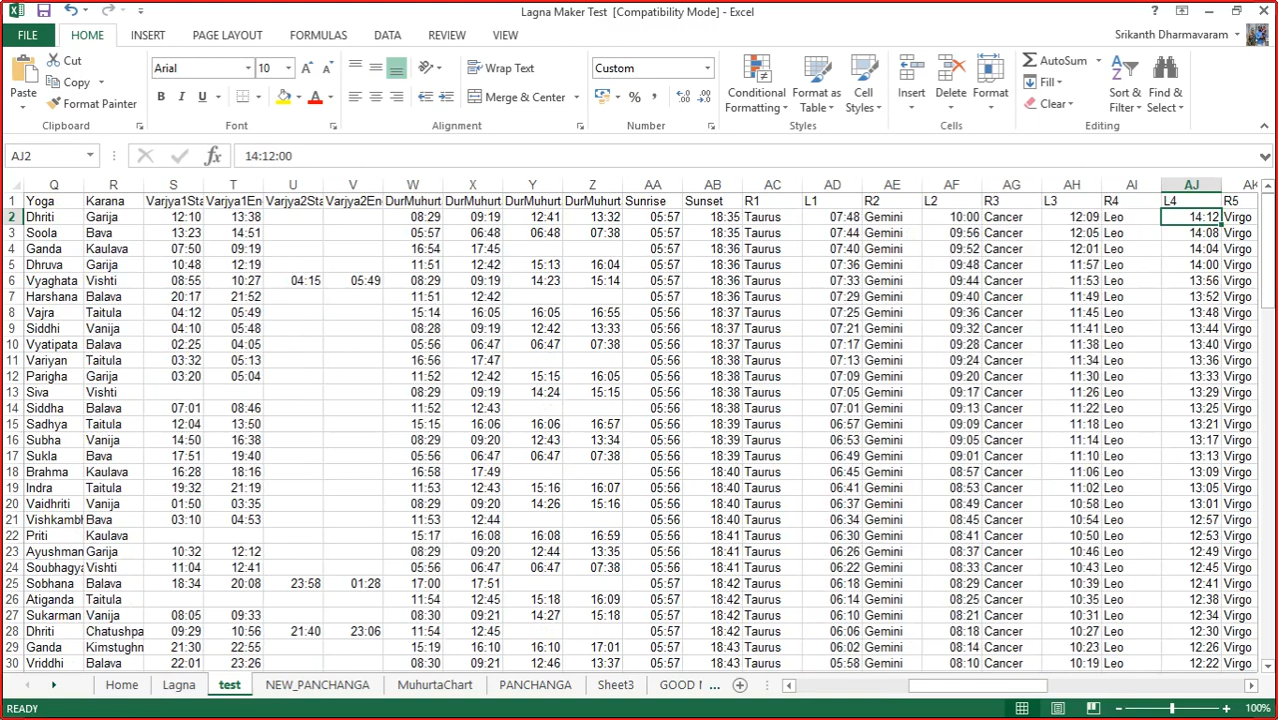 Lagna Maker Test [Compatibility Mode] - Excel
FILE HOME INSERT PAGE LAYOUT FORMULAS DATA REVIEW VIEW Srikanth Dharmavaram
Cut Arial 10 Wrap Text Custom AutoSum
Copy Fill
Paste Format Painter Merge & Center Conditional Formatting Format as Table Cell Styles Insert Delete Format Clear Sort & Filter Find & Select
Clipboard Font Alignment Number Styles Cells Editing
AJ2 14:12:00
Q R S T U V W X Y Z AA AB AC AD AE AF AG AH AI AJ AK
1 Yoga Karana Varjya1Sta Varjya1En Varjya2Sta Varjya2En DurMuhurt DurMuhurt DurMuhurt DurMuhurt Sunrise Sunset R1 L1 R2 L2 R3 L3 R4 L4 R5
2 Dhriti Garija 12:10 13:38 08:29 09:19 12:41 13:32 05:57 18:35 Taurus 07:48 Gemini 10:00 Cancer 12:09 Leo 14:12 Virgo
3 Soola Bava 13:23 14:51 05:57 06:48 06:48 07:38 05:57 18:35 Taurus 07:44 Gemini 09:56 Cancer 12:05 Leo 14:08 Virgo
4 Ganda Kaulava 07:50 09:19 16:54 17:45 05:57 18:35 Taurus 07:40 Gemini 09:52 Cancer 12:01 Leo 14:04 Virgo
5 Dhruva Garija 10:48 12:19 11:51 12:42 15:13 16:04 05:57 18:36 Taurus 07:36 Gemini 09:48 Cancer 11:57 Leo 14:00 Virgo
6 Vyaghata Vishti 08:55 10:27 04:15 05:49 08:29 09:19 14:23 15:14 05:57 18:36 Taurus 07:33 Gemini 09:44 Cancer 11:53 Leo 13:56 Virgo
7 Harshana Balava 20:17 21:52 11:51 12:42 05:57 18:36 Taurus 07:29 Gemini 09:40 Cancer 11:49 Leo 13:52 Virgo
8 Vajra Taitula 04:12 05:49 15:14 16:05 16:05 16:55 05:57 18:37 Taurus 07:25 Gemini 09:36 Cancer 11:45 Leo 13:48 Virgo
9 Siddhi Vanija 04:10 05:48 08:28 09:19 12:42 13:33 05:56 18:37 Taurus 07:21 Gemini 09:32 Cancer 11:41 Leo 13:44 Virgo
10 Vyatipata Balava 02:25 04:05 05:56 06:47 06:47 07:38 05:56 18:37 Taurus 07:17 Gemini 09:28 Cancer 11:38 Leo 13:40 Virgo
11 Variyan Taitula 03:32 05:13 16:56 17:47 05:56 18:38 Taurus 07:13 Gemini 09:24 Cancer 11:34 Leo 13:36 Virgo
12 Parigha Garija 03:20 05:04 11:52 12:42 15:15 16:05 05:56 18:38 Taurus 07:09 Gemini 09:20 Cancer 11:30 Leo 13:33 Virgo
13 Siva Vishti 08:29 09:19 14:24 15:15 05:56 18:38 Taurus 07:05 Gemini 09:17 Cancer 11:26 Leo 13:29 Virgo
14 Siddha Balava 07:01 08:46 11:52 12:43 05:56 18:38 Taurus 07:01 Gemini 09:13 Cancer 11:22 Leo 13:25 Virgo
15 Sadhya Taitula 12:04 13:50 15:15 16:06 16:06 16:57 05:56 18:39 Taurus 06:57 Gemini 09:09 Cancer 11:18 Leo 13:21 Virgo
16 Subha Vanija 14:50 16:38 08:29 09:20 12:43 13:34 05:56 18:39 Taurus 06:53 Gemini 09:05 Cancer 11:14 Leo 13:17 Virgo
17 Sukla Bava 17:51 19:40 05:56 06:47 06:47 07:38 05:56 18:39 Taurus 06:49 Gemini 09:01 Cancer 11:10 Leo 13:13 Virgo
18 Brahma Kaulava 16:28 18:16 16:58 17:49 05:56 18:40 Taurus 06:45 Gemini 08:57 Cancer 11:06 Leo 13:09 Virgo
19 Indra Taitula 19:32 21:19 11:53 12:43 15:16 16:07 05:56 18:40 Taurus 06:41 Gemini 08:53 Cancer 11:02 Leo 13:05 Virgo
20 Vaidhriti Vanija 01:50 03:35 08:29 09:20 14:26 15:17 05:56 18:40 Taurus 06:37 Gemini 08:49 Cancer 10:58 Leo 13:01 Virgo
21 Vishkambh Bava 03:10 04:53 11:53 12:44 05:56 18:41 Taurus 06:34 Gemini 08:45 Cancer 10:54 Leo 12:57 Virgo
22 Priti Kaulava 15:17 16:08 16:08 16:59 05:56 18:41 Taurus 06:30 Gemini 08:41 Cancer 10:50 Leo 12:53 Virgo
23 Ayushman Garija 10:32 12:12 08:29 09:20 12:44 13:35 05:56 18:41 Taurus 06:26 Gemini 08:37 Cancer 10:46 Leo 12:49 Virgo
24 Soubhagya Vishti 11:04 12:41 05:56 06:47 06:47 07:38 05:56 18:42 Taurus 06:22 Gemini 08:33 Cancer 10:43 Leo 12:45 Virgo
25 Sobhana Balava 18:34 20:08 23:58 01:28 17:00 17:51 05:57 18:42 Taurus 06:18 Gemini 08:29 Cancer 10:39 Leo 12:41 Virgo
26 Atiganda Taitula 11:54 12:45 15:18 16:09 05:57 18:42 Taurus 06:14 Gemini 08:25 Cancer 10:35 Leo 12:38 Virgo
27 Sukarman Vanija 08:05 09:33 08:30 09:21 14:27 15:18 05:57 18:42 Taurus 06:10 Gemini 08:21 Cancer 10:31 Leo 12:34 Virgo
28 Dhriti Chatushpa 09:29 10:56 21:40 23:06 11:54 12:45 05:57 18:43 Taurus 06:06 Gemini 08:18 Cancer 10:27 Leo 12:30 Virgo
29 Ganda Kimstughn 21:30 22:55 15:19 16:10 16:10 17:01 05:57 18:43 Taurus 06:02 Gemini 08:14 Cancer 10:23 Leo 12:26 Virgo
30 Vriddhi Balava 22:01 23:26 08:30 09:21 12:46 13:37 05:57 18:43 Taurus 05:58 Gemini 08:10 Cancer 10:19 Leo 12:22 Virgo
Home Lagna test NEW_PANCHANGA MuhurtaChart PANCHANGA Sheet3 GOOD ...
READY 100%